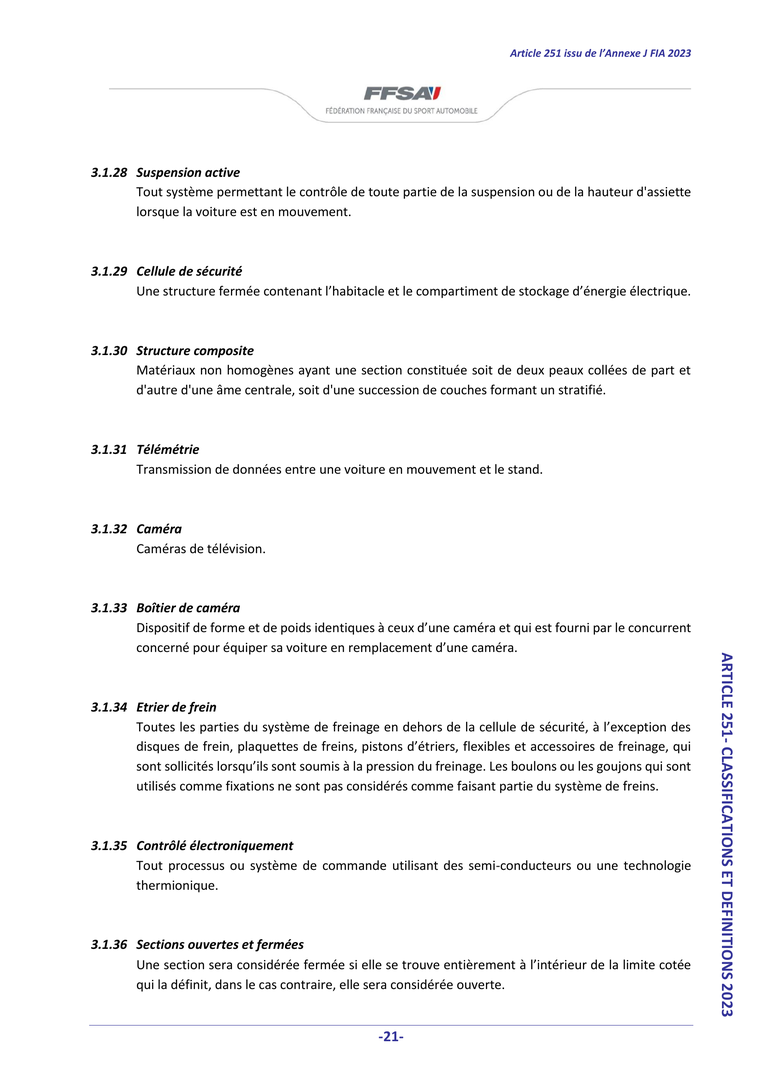 Article 251 issu de l’Annexe J FIA 2023
FFSA
FÉDÉRATION FRANÇAISE DU SPORT AUTOMOBILE
3.1.28 Suspension active
Tout système permettant le contrôle de toute partie de la suspension ou de la hauteur d'assiette
lorsque la voiture est en mouvement.
3.1.29 Cellule de sécurité
Une structure fermée contenant l’habitacle et le compartiment de stockage d’énergie électrique.
3.1.30 Structure composite
Matériaux non homogènes ayant une section constituée soit de deux peaux collées de part et
d'autre d'une âme centrale, soit d'une succession de couches formant un stratifié.
3.1.31 Télémétrie
Transmission de données entre une voiture en mouvement et le stand.
3.1.32 Caméra
Caméras de télévision.
3.1.33 Boîtier de caméra
Dispositif de forme et de poids identiques à ceux d’une caméra et qui est fourni par le concurrent
concerné pour équiper sa voiture en remplacement d’une caméra.
3.1.34 Etrier de frein
Toutes les parties du système de freinage en dehors de la cellule de sécurité, à l’exception des
disques de frein, plaquettes de freins, pistons d’étriers, flexibles et accessoires de freinage, qui
sont sollicités lorsqu’ils sont soumis à la pression du freinage. Les boulons ou les goujons qui sont
utilisés comme fixations ne sont pas considérés comme faisant partie du système de freins.
3.1.35 Contrôlé électroniquement
Tout processus ou système de commande utilisant des semi-conducteurs ou une technologie
thermionique.
3.1.36 Sections ouvertes et fermées
Une section sera considérée fermée si elle se trouve entièrement à l’intérieur de la limite cotée
qui la définit, dans le cas contraire, elle sera considérée ouverte.
ARTICLE 251- CLASSIFICATIONS ET DEFINITIONS 2023
-21-